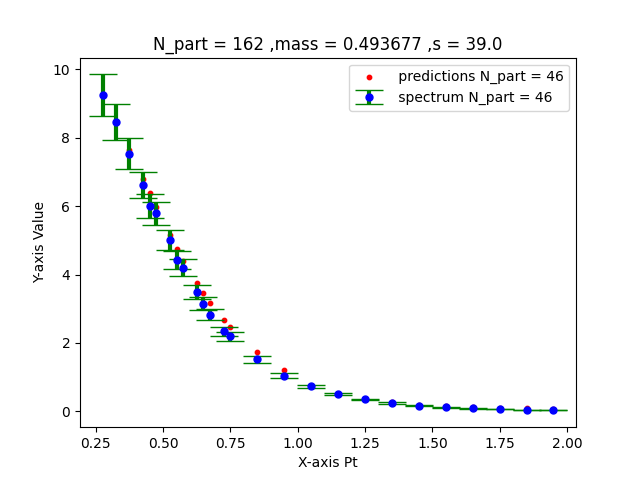 N_part = 162 ,mass = 0.493677 ,s = 39.0
predictions N_part = 46
spectrum N_part = 46
Y-axis Value
10
8
6
4
2
0
0.25 0.50 0.75 1.00 1.25 1.50 1.75 2.00
X-axis Pt